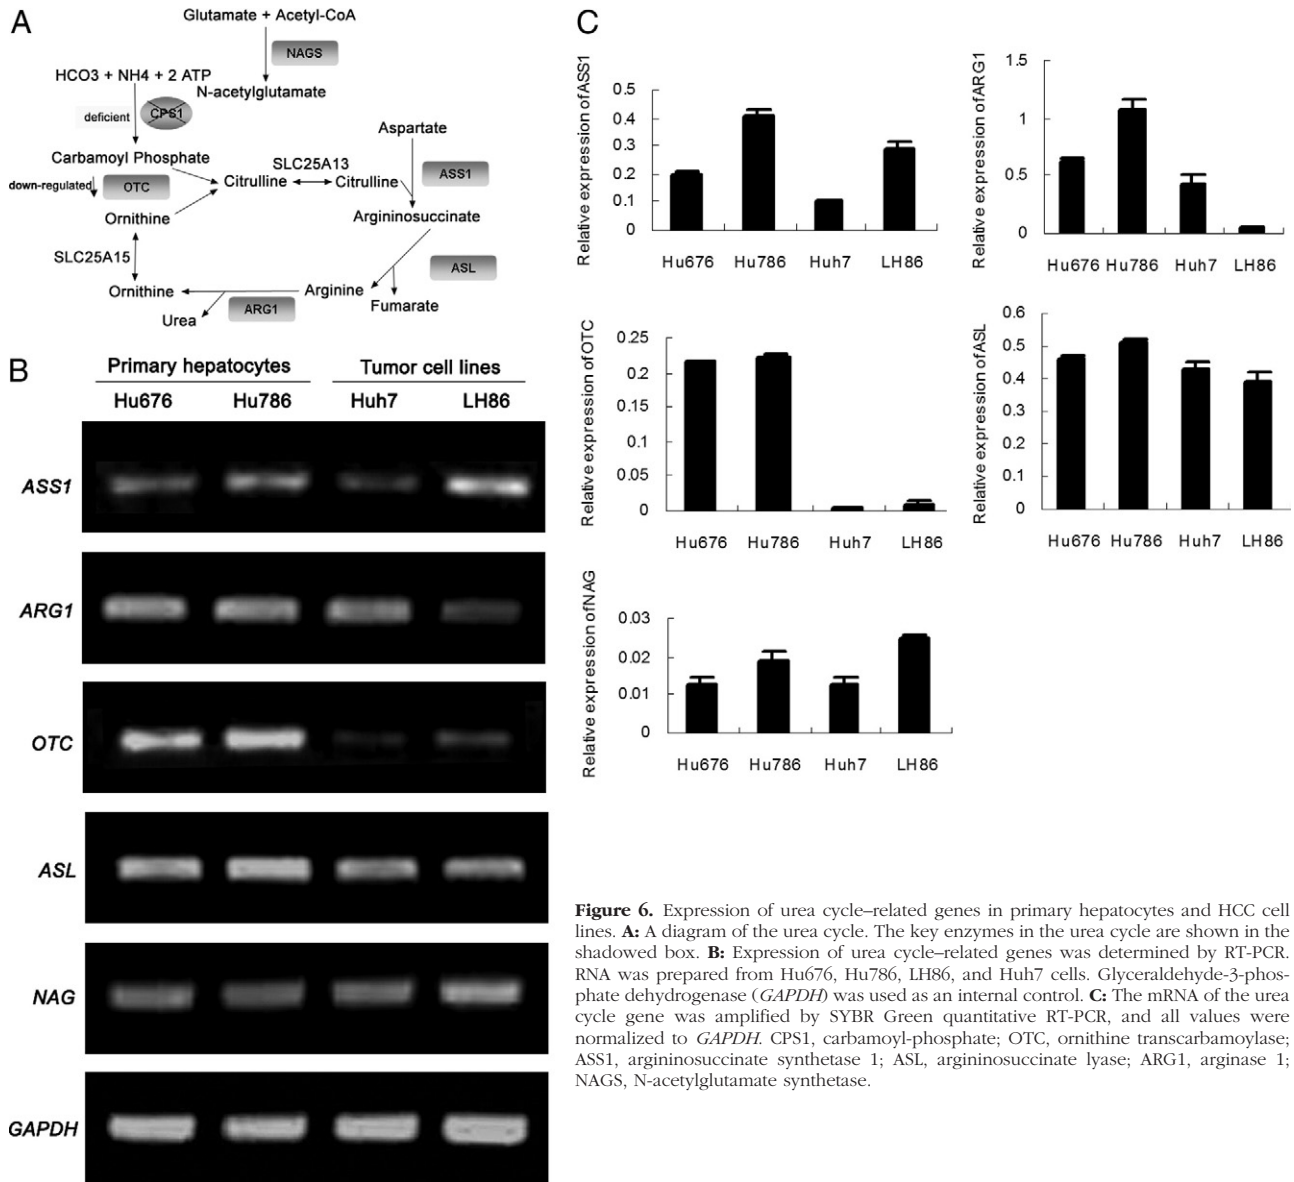 A
Glutamate + Acetyl-CoA
NAGS
HCO3 + NH4 + 2 ATP
N-acetylglutamate
deficient
CPS1
Aspartate
Carbamoyl Phosphate
SLC25A13
ASS1
down-regulated
OTC
Citrulline
Citrulline
Ornithine
Argininosuccinate
SLC25A15
ASL
Ornithine
Arginine
Fumarate
ARG1
Urea
B
Primary hepatocytes
Tumor cell lines
Hu676
Hu786
Huh7
LH86
ASS1
ARG1
OTC
ASL
NAG
GAPDH
C
Relative expression of ASS1
0.5
0.4
0.3
0.2
0.1
0
Hu676
Hu786
Huh7
LH86
Relative expression of ARG1
1.5
1
0.5
0
Hu676
Hu786
Huh7
LH86
Relative expression of OTC
0.25
0.2
0.15
0.1
0.05
0
Hu676
Hu786
Huh7
LH86
Relative expression of ASL
0.6
0.5
0.4
0.3
0.2
0.1
0
Hu676
Hu786
Huh7
LH86
Relative expression of NAG
0.03
0.02
0.01
0
Hu676
Hu786
Huh7
LH86
Figure 6. Expression of urea cycle–related genes in primary hepatocytes and HCC cell
lines. A: A diagram of the urea cycle. The key enzymes in the urea cycle are shown in the
shadowed box. B: Expression of urea cycle–related genes was determined by RT-PCR.
RNA was prepared from Hu676, Hu786, LH86, and Huh7 cells. Glyceraldehyde-3-phos-
phate dehydrogenase (GAPDH) was used as an internal control. C: The mRNA of the urea
cycle gene was amplified by SYBR Green quantitative RT-PCR, and all values were
normalized to GAPDH. CPS1, carbamoyl-phosphate; OTC, ornithine transcarbamoylase;
ASS1, argininosuccinate synthetase 1; ASL, argininosuccinate lyase; ARG1, arginase 1;
NAGS, N-acetylglutamate synthetase.